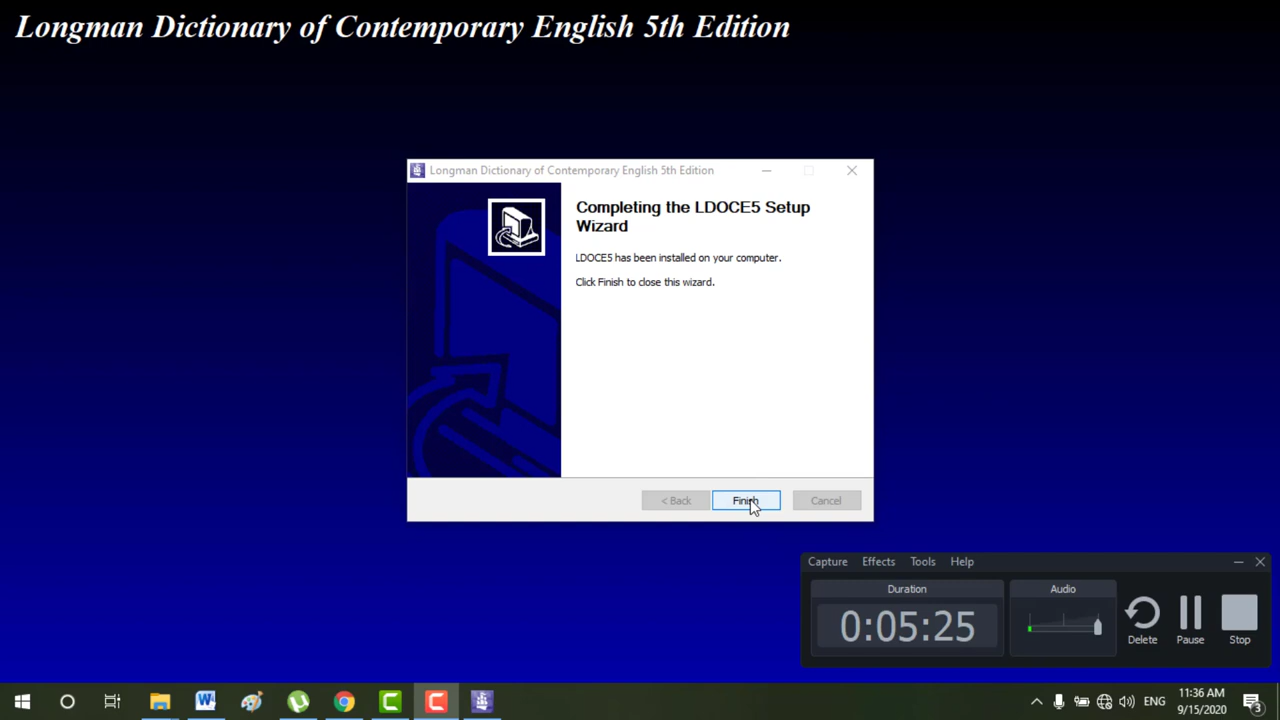 Longman Dictionary of Contemporary English 5th Edition
Longman Dictionary of Contemporary English 5th Edition
Completing the LDOCE5 Setup
Wizard
LDOCE5 has been installed on your computer.
Click Finish to close this wizard.
< Back
Finish
Cancel
Capture Effects Tools Help
Duration
Audio
0:05:25
Delete
Pause
Stop
ENG
11:36 AM
9/15/2020
3